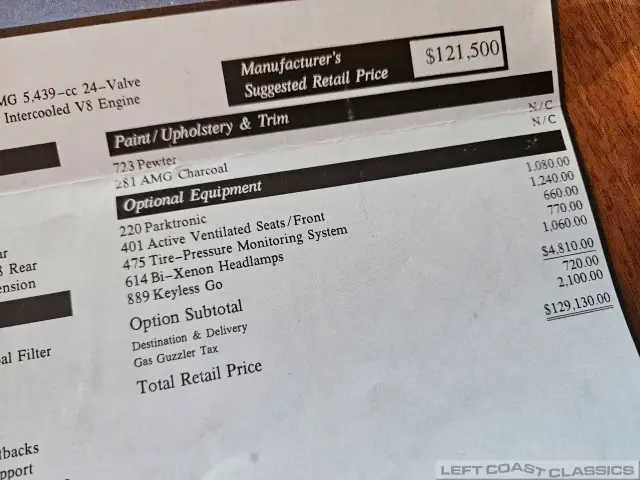 MG 5,439-cc 24-Valve
Intercooled V8 Engine
Manufacturer's
Suggested Retail Price
$121,500
Paint/Upholstery & Trim
723 Pewter N/C
281 AMG Charcoal N/C
Optional Equipment
220 Parktronic 1,080.00
401 Active Ventilated Seats/Front 1,240.00
475 Tire-Pressure Monitoring System 660.00
614 Bi-Xenon Headlamps 770.00
889 Keyless Go 1,060.00
Option Subtotal $4,810.00
Destination & Delivery 720.00
Gas Guzzler Tax 2,100.00
Total Retail Price $129,130.00
ar
Rear
ension
al Filter
tbacks
pport
LEFT COAST CLASSICS